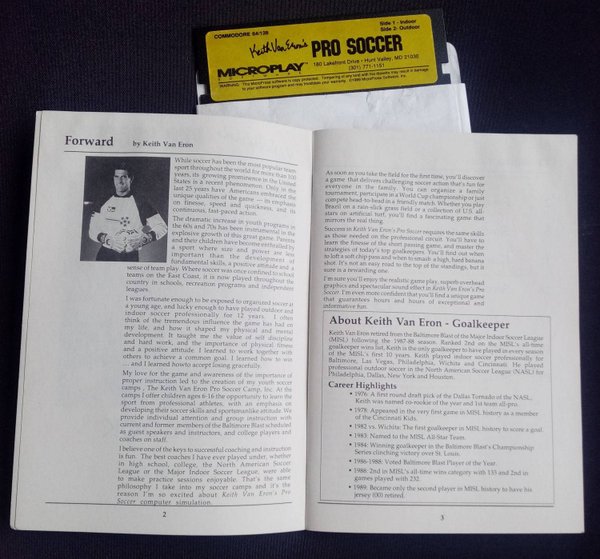 COMMODORE 64/128
Side 1 - Indoor
Side 2- Outdoor
Keith Van Eron's PRO SOCCER
MICROPLAY
SOFTWARE
180 Lakefront Drive • Hunt Valley, MD 21030
(301) 771-1151
WARNING: This MicroProse software is copy protected. Tampering of any kind with this diskette may result in damage
to your software program and may invalidate your warranty.
Forward by Keith Van Eron
While soccer has been the most popular team
sport throughout the world for more than 100
years, its growing prominence in the United
States is a recent phenomenon. Only in the
last 25 years have Americans embraced the
unique qualities of the game — its emphasis
on finesse, speed and quickness, and its
continuous, fast-paced action.
The dramatic increase in youth programs in
the 60s and 70s has been instrumental in the
explosive growth of this great game. Parents
and their children have become enthralled by
a sport where size and power are less
important than the development of
fundamental skills, a positive attitude and a
sense of team play. Where soccer was once confined to school
teams on the East Coast, it is now played throughout the
country in schools, recreation programs and independent
leagues.
I was fortunate enough to be exposed to organized soccer at
a young age, and lucky enough to have played outdoor and
indoor soccer professionally for 12 years. I often
think of the tremendous influence the game has had on
my life, and how it shaped my physical and mental
development. It taught me the value of self discipline
and hard work, and the importance of physical fitness
and a positive attitude. I learned to work together with
others to achieve a common goal. I learned how to win
... and I learned how to accept losing gracefully.
My love for the game and awareness of the importance of
proper instruction led to the creation of my youth soccer
camps , The Keith Van Eron Pro Soccer Camp, Inc. At the
camps I offer children ages 6-16 the opportunity to learn the
sport from professional athletes, with an emphasis on
developing their soccer skills and sportsmanlike attitude. We
provide individual attention and group instruction with
current and former members of the Baltimore Blast scheduled
as guest speakers and instructors, and college players and
coaches on staff.
I believe one of the keys to successful coaching and instruction
is fun. The best coaches I have ever played under, whether
in high school, college, the North American Soccer
League or the Major Indoor Soccer League, were able
to make practice sessions enjoyable. That's the same
philosophy I take into my soccer camps and it's the
reason I'm so excited about Keith Van Eron's Pro
Soccer computer simulation.
2
As soon as you take the field for the first time, you'll discover
a game that delivers challenging soccer action that's fun for
everyone in the family. You can organize a family
tournament, participate in a World Cup championship or just
compete head-to-head in a friendly match. Whether you play
Brazil on a rain-slick grass field or a collection of U.S. all-
stars on artificial turf, you'll find a fascinating game that
mirrors the real thing.
Success in Keith Van Eron's Pro Soccer requires the same skills
as those needed on the professional circuit. You'll have to
learn the finesse of the short passing game, and master the
strategies of today's top goalkeepers. You'll find out when
to loft a soft chip pass and when to smash a high, hard banana
shot. It's not an easy road to the top of the standings, but it
sure is a rewarding one.
I'm sure you'll enjoy the realistic game play, superb overhead
graphics and spectacular sound effect in Keith Van Eron's Pro
Soccer. I'm even more confident that you'll find a unique game
that guarantees hours and hours of exceptional and
informative fun.
About Keith Van Eron - Goalkeeper
Keith Van Eron retired from the Baltimore Blast of the Major Indoor Soccer League
(MISL) following the 1987-88 season. Ranked 2nd on the MISL's all-time
goalkeeper wins list, Keith is the only goalkeeper to have played in every season
of the MISL's first 10 years. Keith played indoor soccer professionally for
Baltimore, Las Vegas, Philadelphia, Wichita and Cincinnati. He played
professional outdoor soccer in the North American Soccer League (NASL) for
Philadelphia, Dallas, New York and Houston.
Career Highlights
• 1976: A first round draft pick of the Dallas Tornado of the NASL,
Keith was named co-rookie of the year and 1st team all-pro.
• 1978: Appeared in the very first game in MISL history as a member
of the Cincinnati Kids.
• 1982 vs. Wichita: The first goalkeeper in MISL history to score a goal.
• 1983: Named to the MISL All-Star Team.
• 1984: Winning goalkeeper in the Baltimore Blast's Championship
Series clinching victory over St. Louis.
• 1986-1988: Voted Baltimore Blast Player of the Year.
• 1988: 2nd in MISL's all-time wins category with 133 and 2nd in
games played with 232.
• 1989: Became only the second player in MISL history to have his
jersey (00) retired.
3